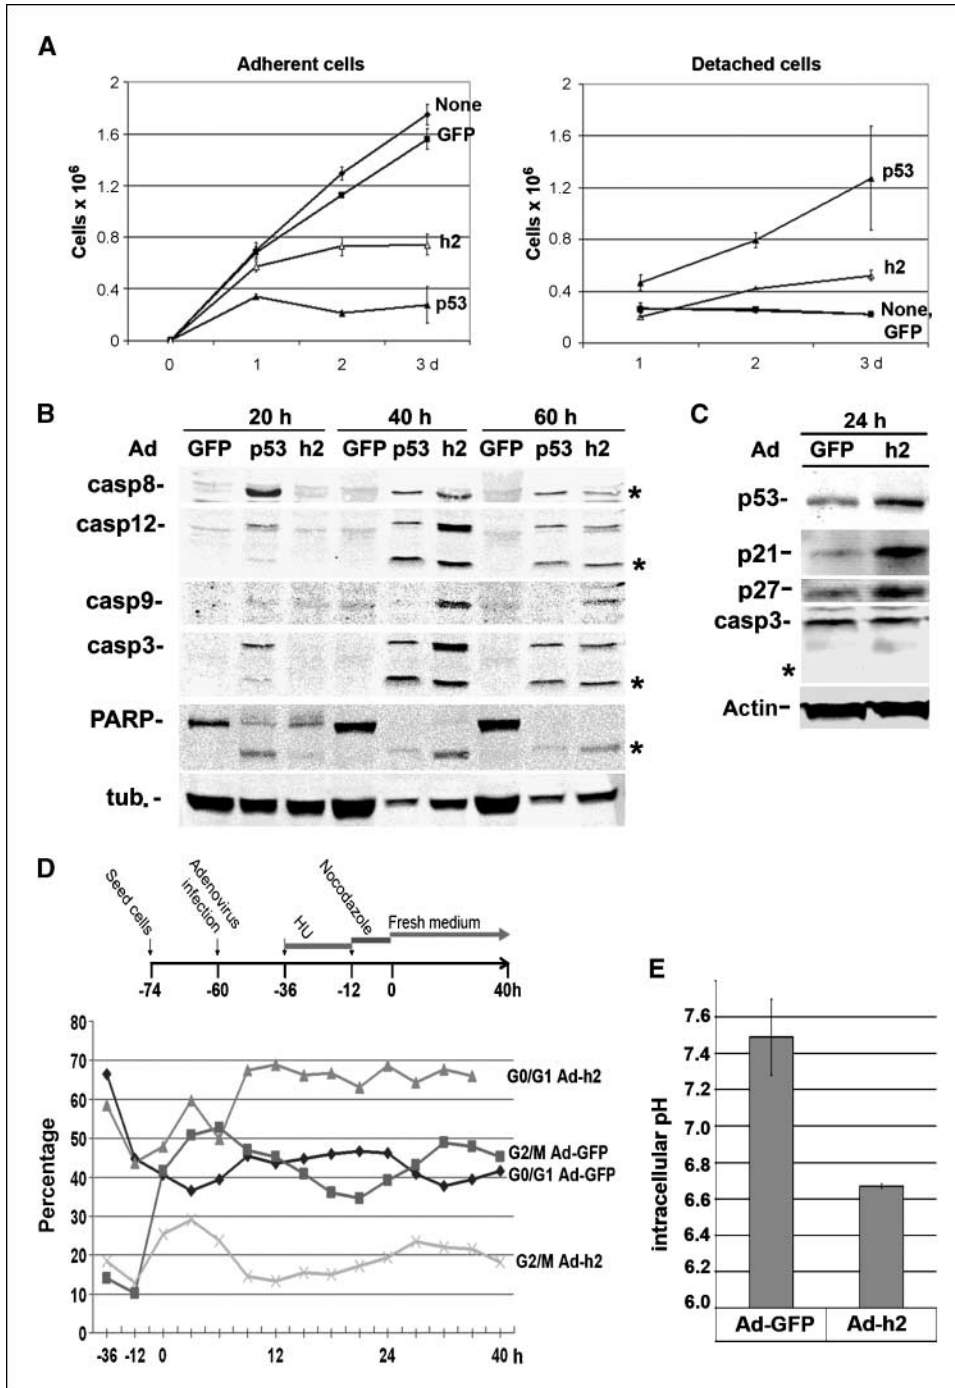 A
Adherent cells
Detached cells
Cells x 10⁶
2
1.6
1.2
0.8
0.4
0
0 1 2 3 d
None
GFP
h2
p53
Cells x 10⁶
2
1.6
1.2
0.8
0.4
0
1 2 3 d
p53
h2
None,
GFP
B
20 h 40 h 60 h
Ad GFP p53 h2 GFP p53 h2 GFP p53 h2
casp8- *
casp12-
*
casp9-
casp3-
*
PARP-
*
tub.-
C
24 h
Ad GFP h2
p53-
p21-
p27-
casp3-
*
Actin-
D
Seed cells
Adenovirus
infection
HU
Nocodazole
Fresh medium
-74 -60 -36 -12 0 40h
Percentage
80
70
60
50
40
30
20
10
0
-36 -12 0 12 24 40 h
G0/G1 Ad-h2
G2/M Ad-GFP
G0/G1 Ad-GFP
G2/M Ad-h2
E
intracellular pH
7.6
7.4
7.2
7.0
6.8
6.6
6.4
6.2
6.0
Ad-GFP Ad-h2